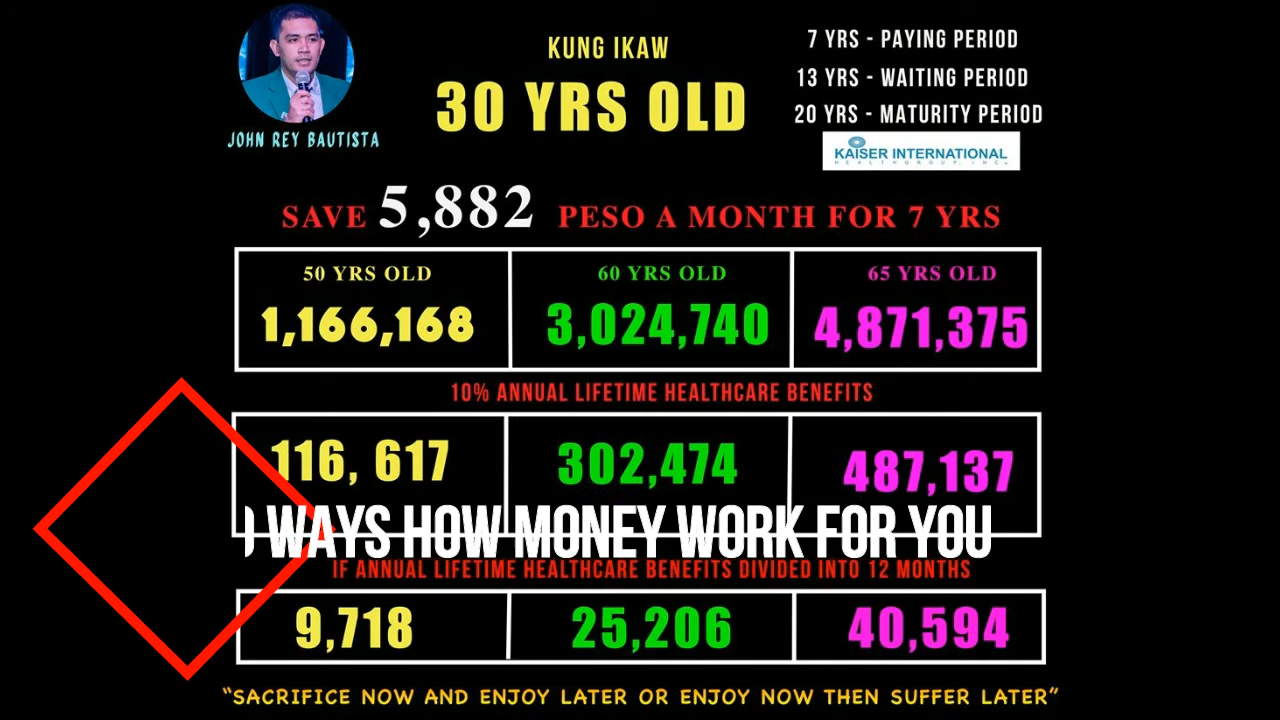 JOHN REY BAUTISTA
KUNG IKAW
30 YRS OLD
7 YRS - PAYING PERIOD
13 YRS - WAITING PERIOD
20 YRS - MATURITY PERIOD
KAISER INTERNATIONAL
HEALTHGROUP, INC.
SAVE 5,882 PESO A MONTH FOR 7 YRS
50 YRS OLD 60 YRS OLD 65 YRS OLD
1,166,168 3,024,740 4,871,375
10% ANNUAL LIFETIME HEALTHCARE BENEFITS
116, 617 302,474 487,137
WAYS HOW MONEY WORK FOR YOU
IF ANNUAL LIFETIME HEALTHCARE BENEFITS DIVIDED INTO 12 MONTHS
9,718 25,206 40,594
“SACRIFICE NOW AND ENJOY LATER OR ENJOY NOW THEN SUFFER LATER”